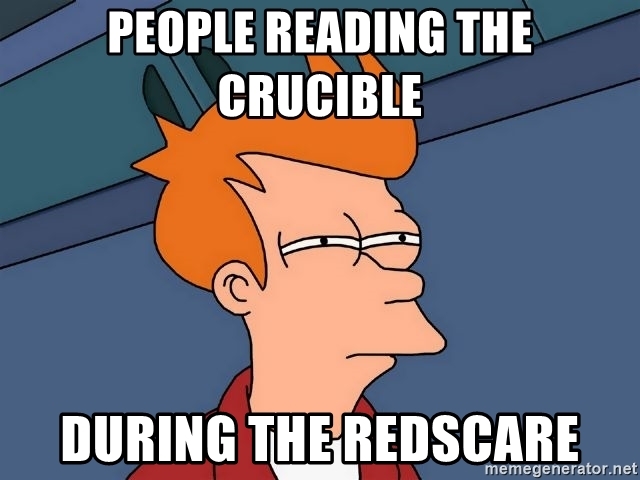 PEOPLE READING THE
CRUCIBLE
DURING THE REDSCARE
memegenerator.net